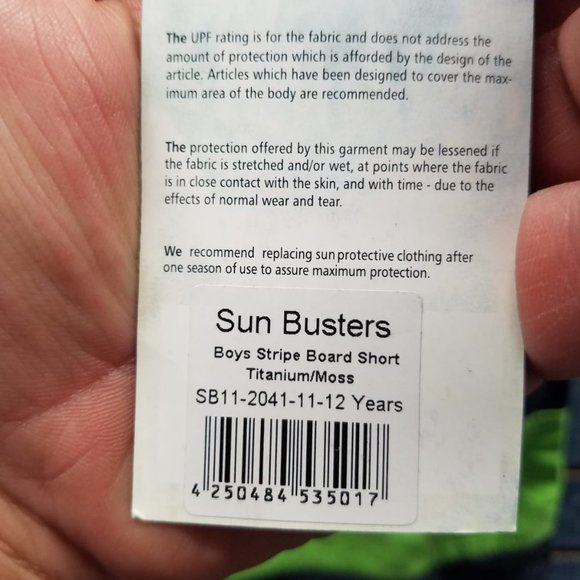 The UPF rating is for the fabric and does not address the
amount of protection which is afforded by the design of the
article. Articles which have been designed to cover the max-
imum area of the body are recommended.
The protection offered by this garment may be lessened if
the fabric is stretched and/or wet, at points where the fabric
is in close contact with the skin, and with time - due to the
effects of normal wear and tear.
We recommend replacing sun protective clothing after
one season of use to assure maximum protection.
Sun Busters
Boys Stripe Board Short
Titanium/Moss
SB11-2041-11-12 Years
4 250484 535017